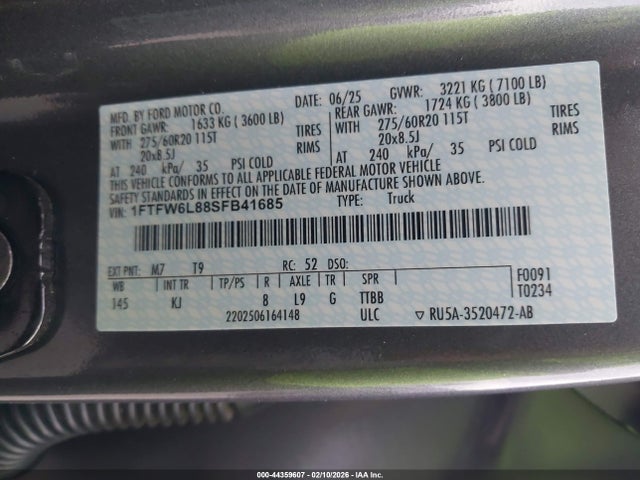 MFD. BY FORD MOTOR CO.
DATE: 06/25 GVWR: 3221 KG ( 7100 LB)
FRONT GAWR: 1633 KG ( 3600 LB) REAR GAWR: 1724 KG ( 3800 LB)
WITH 275/60R20 115T TIRES WITH 275/60R20 115T TIRES
20x8.5J RIMS 20x8.5J RIMS
AT 240 kPa/ 35 PSI COLD AT 240 kPa/ 35 PSI COLD
THIS VEHICLE CONFORMS TO ALL APPLICABLE FEDERAL MOTOR VEHICLE
SAFETY STANDARDS IN EFFECT ON THE DATE OF MANUFACTURE SHOWN ABOVE.
VIN: 1FTFW6L88SFB41685 TYPE: Truck
EXT PNT: M7 T9 RC: 52 DSO: F0091
WB INT TR TP/PS R AXLE TR SPR T0234
145 KJ 8 L9 G TTBB
2202506164148 ULC ▽ RU5A-3520472-AB
000-44359607 - 02/10/2026 - IAA Inc.